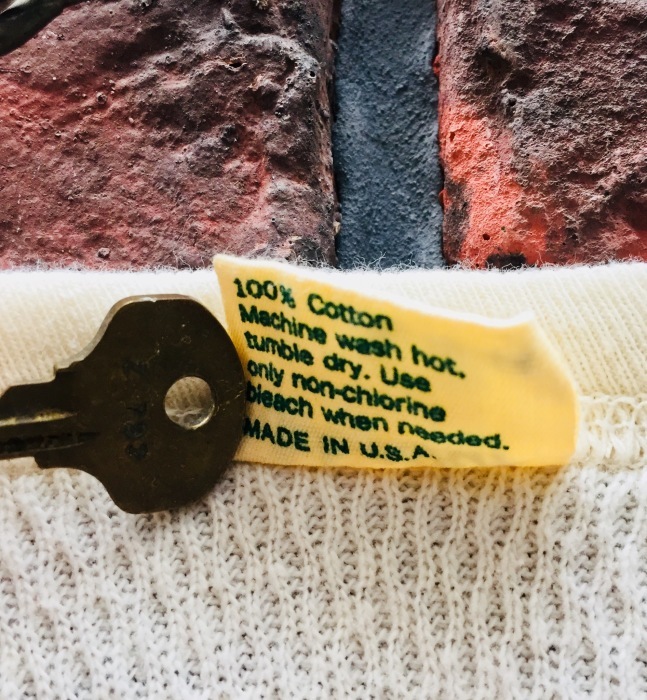 100% Cotton
Machine wash hot.
tumble dry. Use
only non-chlorine
bleach when needed.
MADE IN U.S.A.